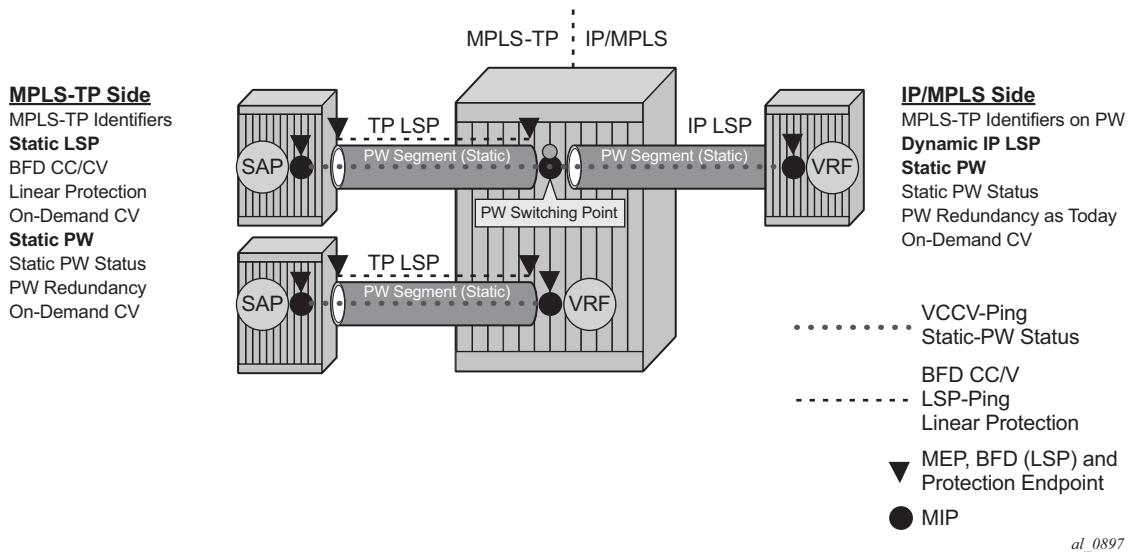 MPLS-TP IP/MPLS
MPLS-TP Side
MPLS-TP Identifiers
Static LSP
BFD CC/CV
Linear Protection
On-Demand CV
Static PW
Static PW Status
PW Redundancy
On-Demand CV
TP LSP
IP LSP
SAP
PW Segment (Static)
PW Segment (Static)
VRF
PW Switching Point
TP LSP
SAP
PW Segment (Static)
VRF
IP/MPLS Side
MPLS-TP Identifiers on PW
Dynamic IP LSP
Static PW
Static PW Status
PW Redundancy as Today
On-Demand CV
VCCV-Ping
Static-PW Status
BFD CC/V
LSP-Ping
Linear Protection
MEP, BFD (LSP) and
Protection Endpoint
MIP
al_0897